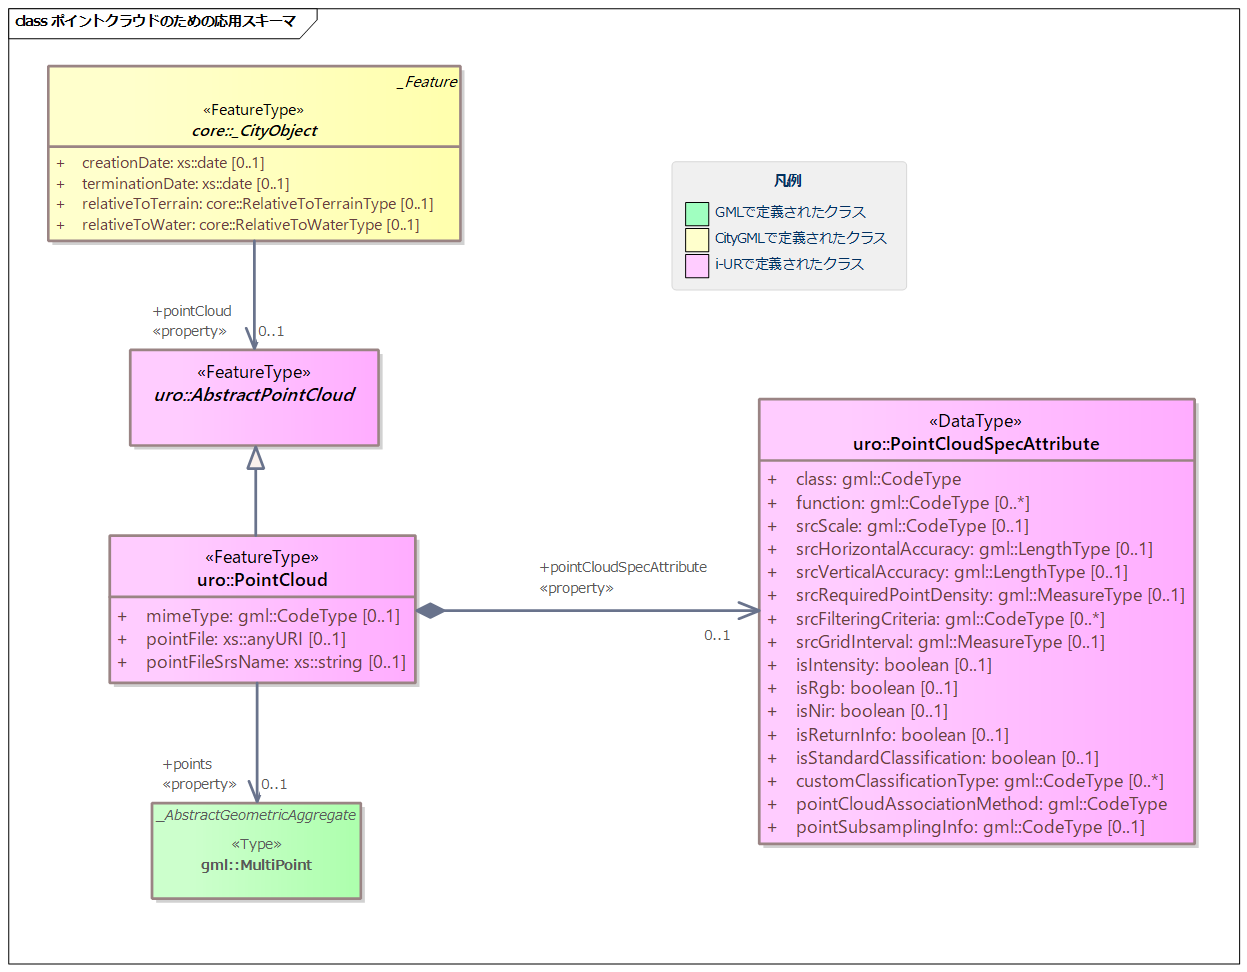 class ポイントクラウドのための応用スキーマ
_Feature
«FeatureType»
core::_CityObject
+ creationDate: xs::date [0..1]
+ terminationDate: xs::date [0..1]
+ relativeToTerrain: core::RelativeToTerrainType [0..1]
+ relativeToWater: core::RelativeToWaterType [0..1]
凡例
GMLで定義されたクラス
CityGMLで定義されたクラス
i-URで定義されたクラス
+pointCloud
«property» 0..1
«FeatureType»
uro::AbstractPointCloud
«FeatureType»
uro::PointCloud
+ mimeType: gml::CodeType [0..1]
+ pointFile: xs::anyURI [0..1]
+ pointFileSrsName: xs::string [0..1]
+pointCloudSpecAttribute
«property»
0..1
«DataType»
uro::PointCloudSpecAttribute
+ class: gml::CodeType
+ function: gml::CodeType [0..*]
+ srcScale: gml::CodeType [0..1]
+ srcHorizontalAccuracy: gml::LengthType [0..1]
+ srcVerticalAccuracy: gml::LengthType [0..1]
+ srcRequiredPointDensity: gml::MeasureType [0..1]
+ srcFilteringCriteria: gml::CodeType [0..*]
+ srcGridInterval: gml::MeasureType [0..1]
+ isIntensity: boolean [0..1]
+ isRgb: boolean [0..1]
+ isNir: boolean [0..1]
+ isReturnInfo: boolean [0..1]
+ isStandardClassification: boolean [0..1]
+ customClassificationType: gml::CodeType [0..*]
+ pointCloudAssociationMethod: gml::CodeType
+ pointSubsamplingInfo: gml::CodeType [0..1]
+points
«property» 0..1
_AbstractGeometricAggregate
«Type»
gml::MultiPoint